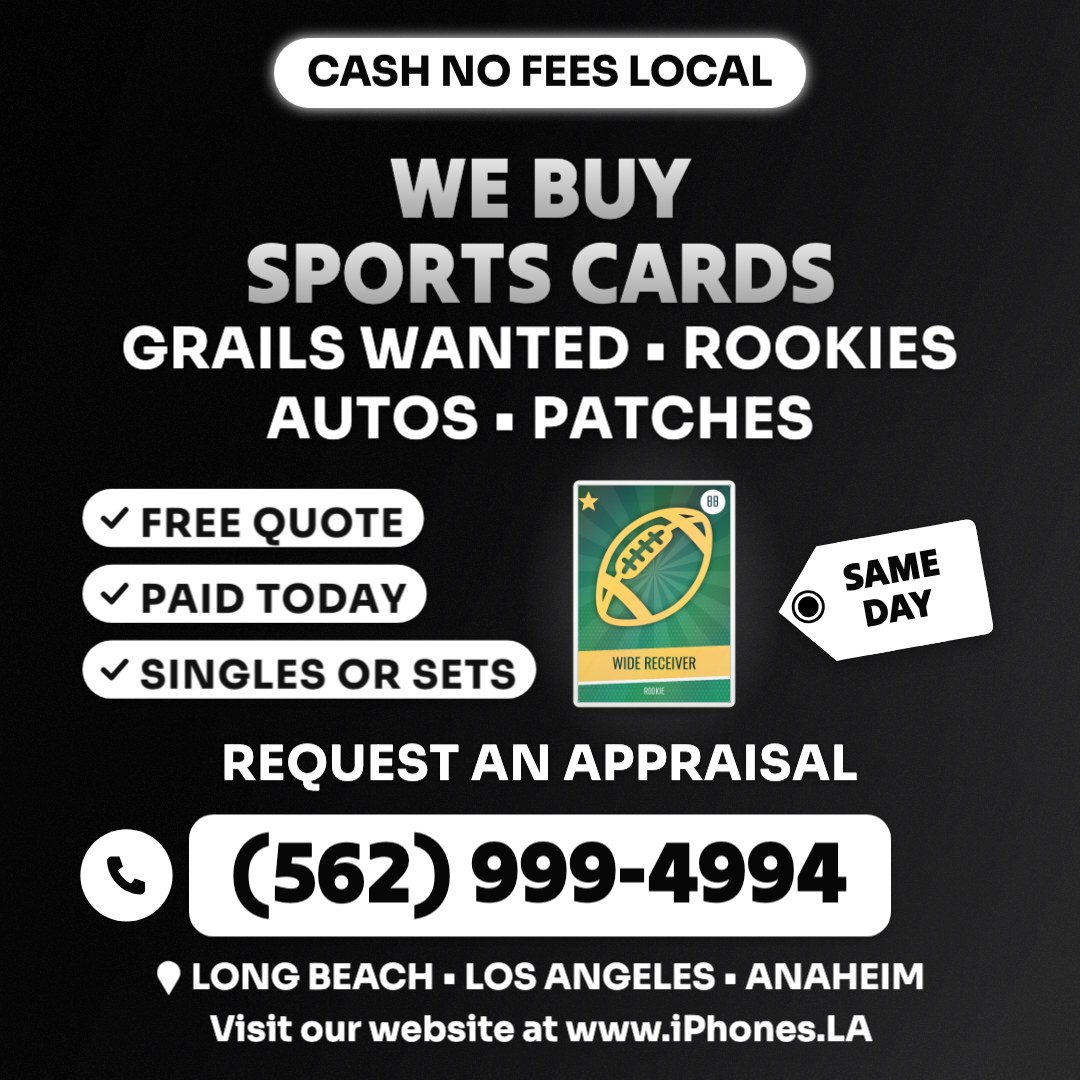 CASH NO FEES LOCAL
WE BUY
SPORTS CARDS
GRAILS WANTED ▪ ROOKIES
AUTOS ▪ PATCHES
FREE QUOTE
PAID TODAY
SINGLES OR SETS
88
WIDE RECEIVER
ROOKIE
SAME
DAY
REQUEST AN APPRAISAL
(562) 999-4994
LONG BEACH ▪ LOS ANGELES ▪ ANAHEIM
Visit our website at www.iPhones.LA